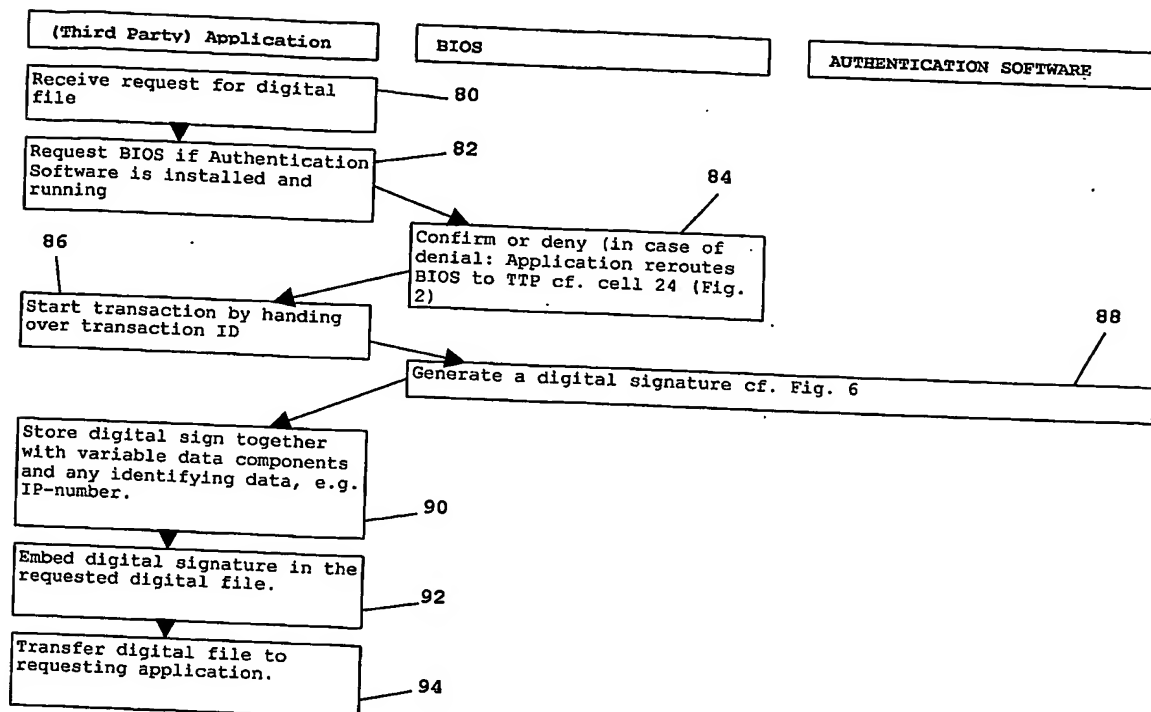 (Third Party) Application
BIOS
AUTHENTICATION SOFTWARE
Receive request for digital
file
80
Request BIOS if Authentication
Software is installed and
running
82
84
Confirm or deny (in case of
denial: Application reroutes
BIOS to TTP cf. cell 24 (Fig.
2)
86
Start transaction by handing
over transaction ID
88
Generate a digital signature cf. Fig. 6
Store digital sign together
with variable data components
and any identifying data, e.g.
IP-number.
90
Embed digital signature in the
requested digital file.
92
Transfer digital file to
requesting application.
94